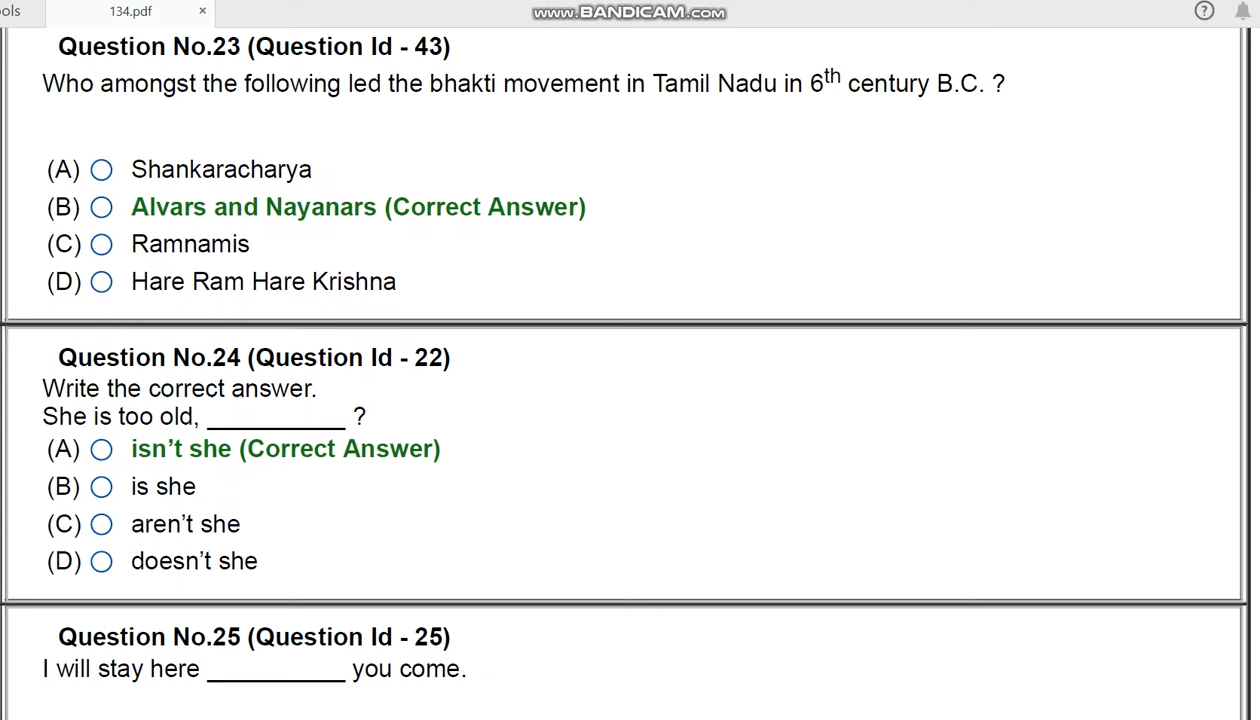 ols 134.pdf × www.BANDICAM.com ?
Question No.23 (Question Id - 43)
Who amongst the following led the bhakti movement in Tamil Nadu in 6th century B.C. ?
(A) Shankaracharya
(B) Alvars and Nayanars (Correct Answer)
(C) Ramnamis
(D) Hare Ram Hare Krishna
Question No.24 (Question Id - 22)
Write the correct answer.
She is too old, __________ ?
(A) isn’t she (Correct Answer)
(B) is she
(C) aren’t she
(D) doesn’t she
Question No.25 (Question Id - 25)
I will stay here __________ you come.